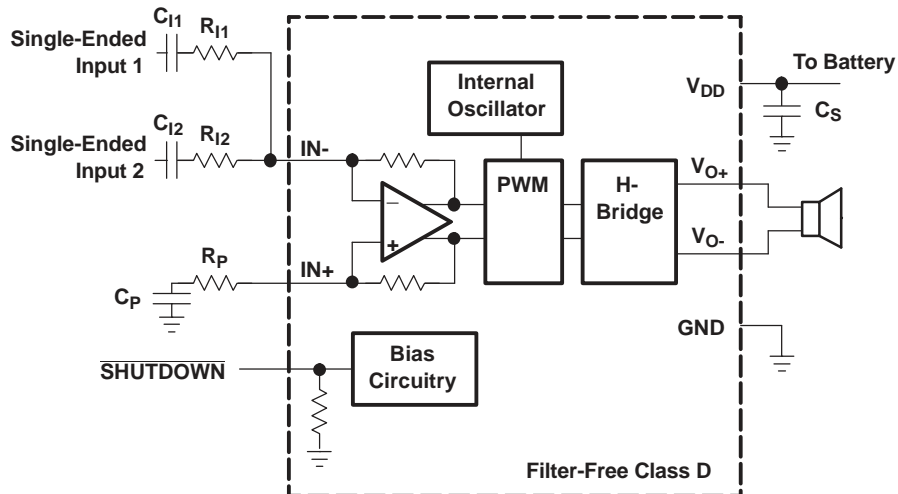 C_I1 R_I1
Single-Ended
Input 1
C_I2 R_I2
Single-Ended
Input 2
IN-
R_P
IN+
C_P
SHUTDOWN
Internal
Oscillator
PWM
H-
Bridge
−
+
Bias
Circuitry
Filter-Free Class D
V_DD
To Battery
C_S
V_O+
V_O-
GND